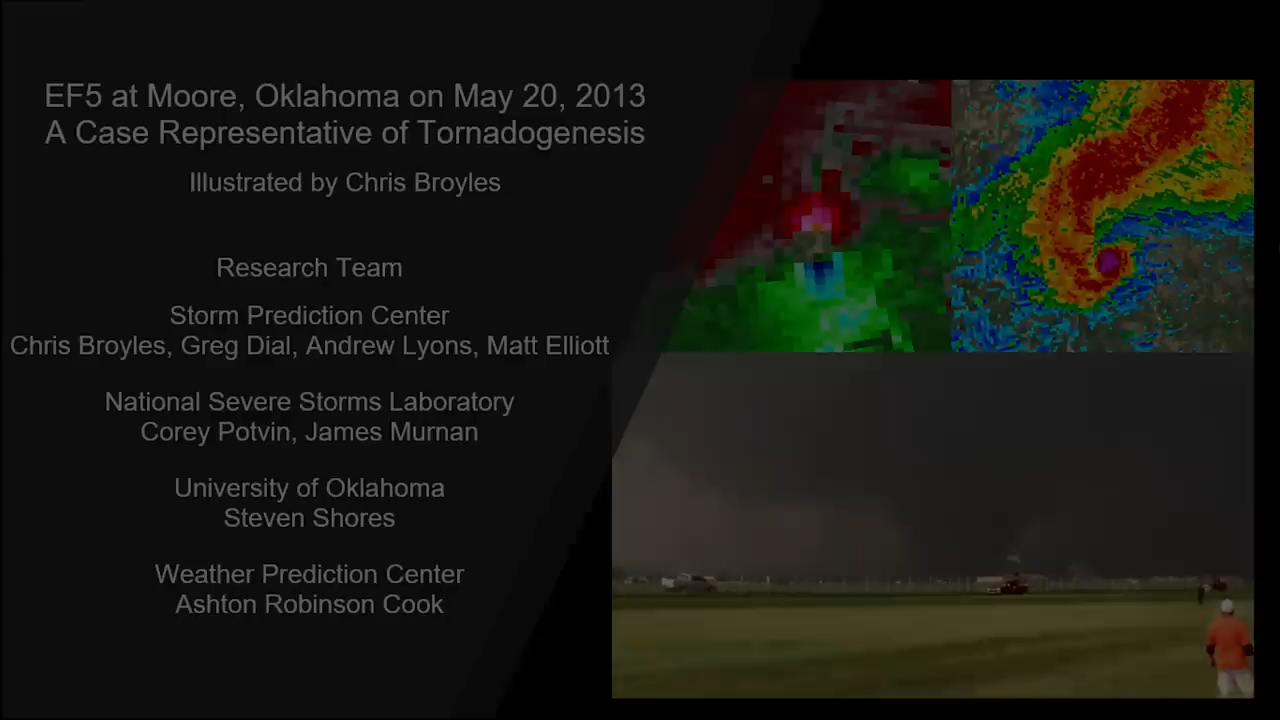 EF5 at Moore, Oklahoma on May 20, 2013
A Case Representative of Tornadogenesis
Illustrated by Chris Broyles
Research Team
Storm Prediction Center
Chris Broyles, Greg Dial, Andrew Lyons, Matt Elliott
National Severe Storms Laboratory
Corey Potvin, James Murnan
University of Oklahoma
Steven Shores
Weather Prediction Center
Ashton Robinson Cook